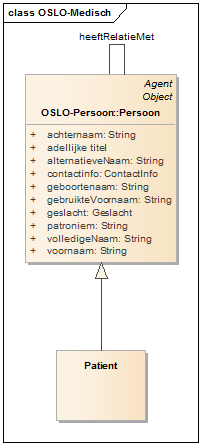 class OSLO-Medisch
heeftRelatieMet
Agent
Object
OSLO-Persoon::Persoon
+ achternaam: String
+ adellijke titel
+ alternatieveNaam: String
+ contactinfo: ContactInfo
+ geboortenaam: String
+ gebruikteVoornaam: String
+ geslacht: Geslacht
+ patroniem: String
+ volledigeNaam: String
+ voornaam: String
Patient